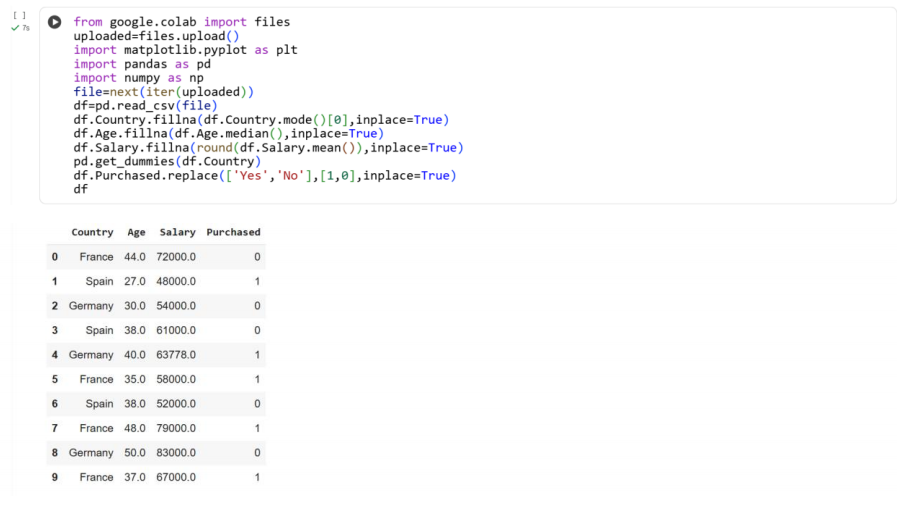 [ ]
7s
from google.colab import files
uploaded=files.upload()
import matplotlib.pyplot as plt
import pandas as pd
import numpy as np
file=next(iter(uploaded))
df=pd.read_csv(file)
df.Country.fillna(df.Country.mode()[0],inplace=True)
df.Age.fillna(df.Age.median(),inplace=True)
df.Salary.fillna(round(df.Salary.mean()),inplace=True)
pd.get_dummies(df.Country)
df.Purchased.replace(['Yes','No'],[1,0],inplace=True)
df
Country Age Salary Purchased
0 France 44.0 72000.0 0
1 Spain 27.0 48000.0 1
2 Germany 30.0 54000.0 0
3 Spain 38.0 61000.0 0
4 Germany 40.0 63778.0 1
5 France 35.0 58000.0 1
6 Spain 38.0 52000.0 0
7 France 48.0 79000.0 1
8 Germany 50.0 83000.0 0
9 France 37.0 67000.0 1